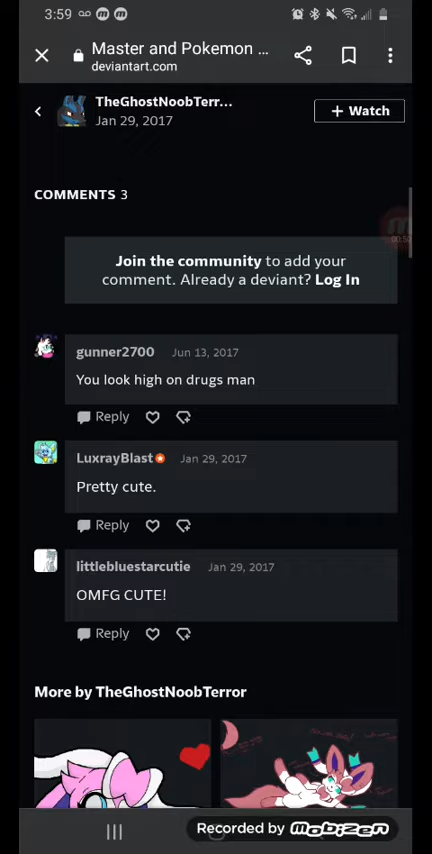 3:59
Master and Pokemon ...
deviantart.com
TheGhostNoobTerr...
Jan 29, 2017
+ Watch
COMMENTS 3
00:50
Join the community to add your
comment. Already a deviant? Log In
gunner2700 Jun 13, 2017
You look high on drugs man
Reply
LuxrayBlast Jan 29, 2017
Pretty cute.
Reply
littlebluestarcutie Jan 29, 2017
OMFG CUTE!
Reply
More by TheGhostNoobTerror
Recorded by mobizen